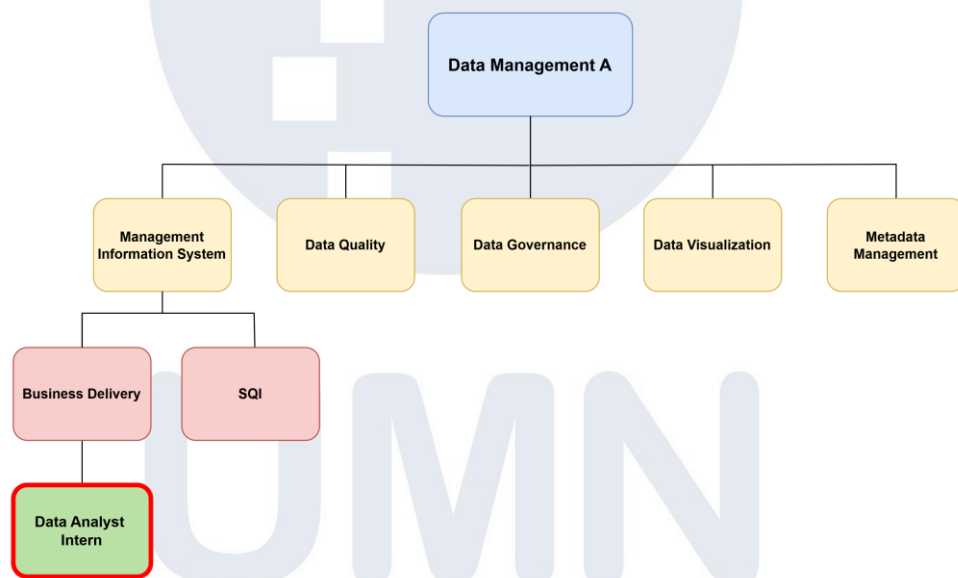 Data Management A
Management
Information System
Data Quality
Data Governance
Data Visualization
Metadata
Management
Business Delivery
SQI
Data Analyst
Intern
UMN